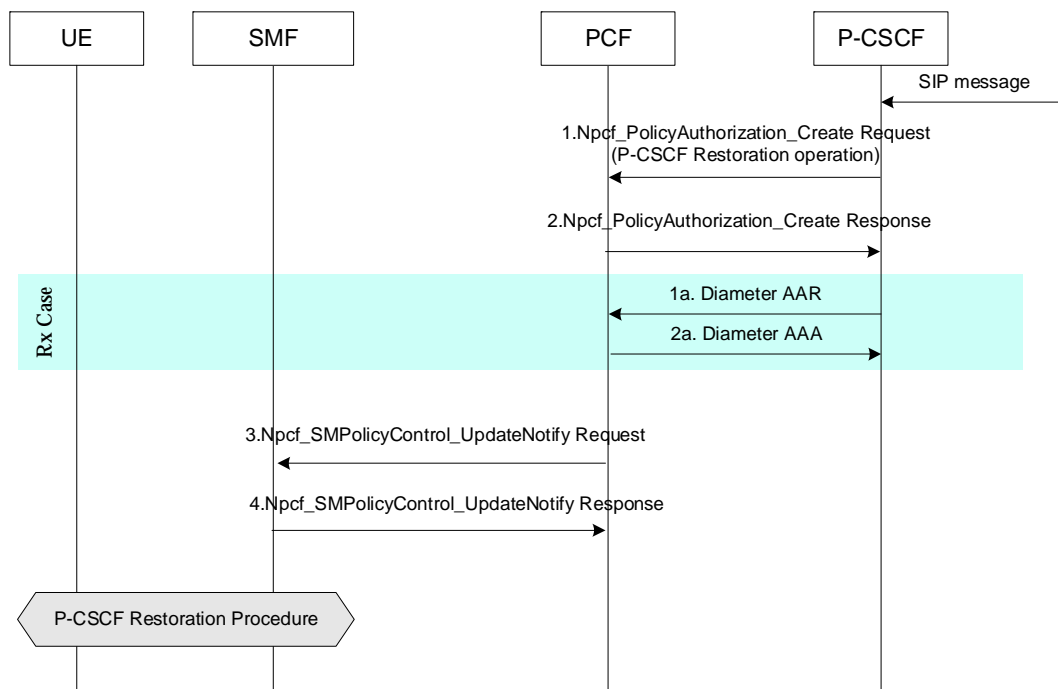 UE
SMF
PCF
P-CSCF
SIP message
1.Npcf_PolicyAuthorization_Create Request
(P-CSCF Restoration operation)
2.Npcf_PolicyAuthorization_Create Response
Rx Case
1a. Diameter AAR
2a. Diameter AAA
3.Npcf_SMPolicyControl_UpdateNotify Request
4.Npcf_SMPolicyControl_UpdateNotify Response
P-CSCF Restoration Procedure